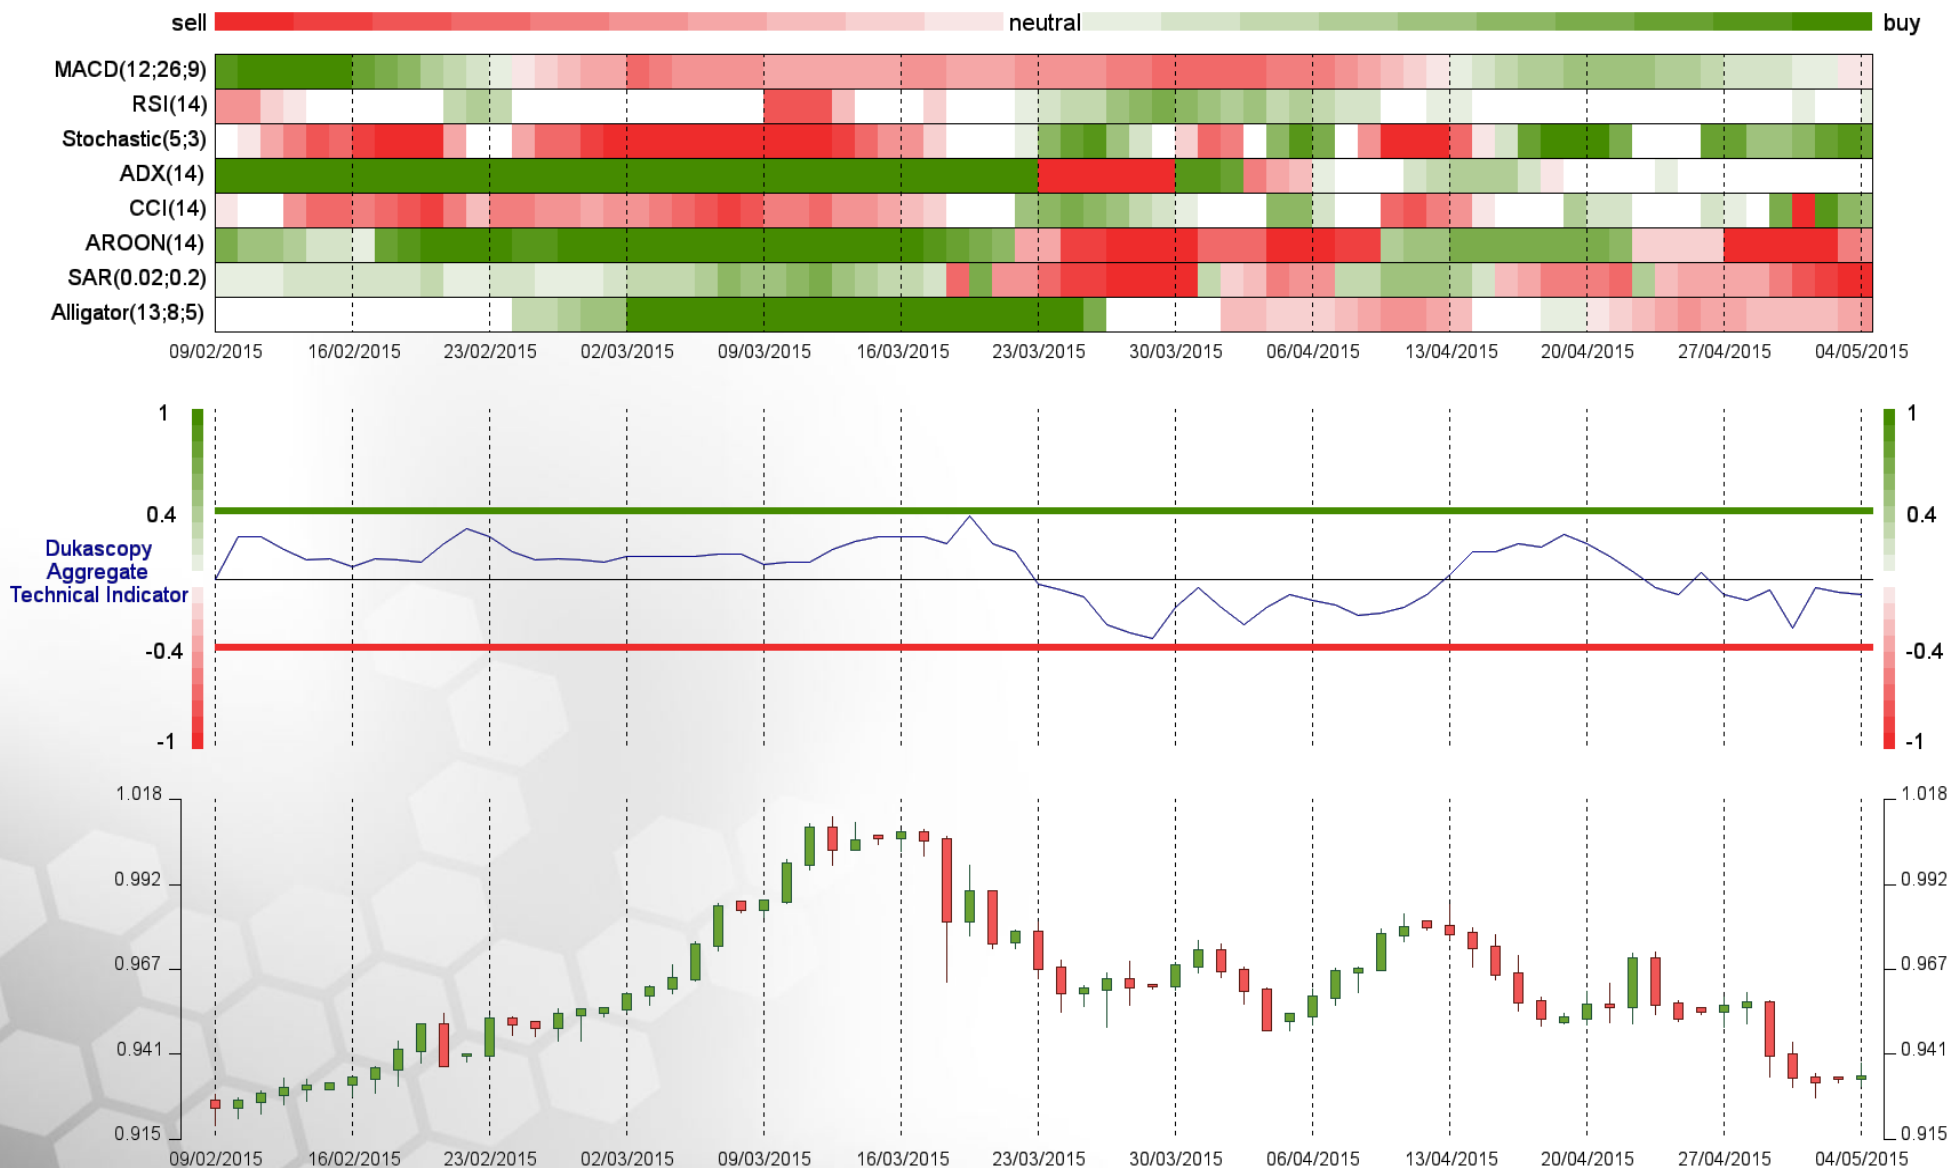 sell neutral buy
MACD(12;26;9)
RSI(14)
Stochastic(5;3)
ADX(14)
CCI(14)
AROON(14)
SAR(0.02;0.2)
Alligator(13;8;5)
09/02/2015 16/02/2015 23/02/2015 02/03/2015 09/03/2015 16/03/2015 23/03/2015 30/03/2015 06/04/2015 13/04/2015 20/04/2015 27/04/2015 04/05/2015
1 1
0.4 0.4
Dukascopy
Aggregate
Technical Indicator
-0.4 -0.4
-1 -1
1.018 1.018
0.992 0.992
0.967 0.967
0.941 0.941
0.915 0.915
09/02/2015 16/02/2015 23/02/2015 02/03/2015 09/03/2015 16/03/2015 23/03/2015 30/03/2015 06/04/2015 13/04/2015 20/04/2015 27/04/2015 04/05/2015